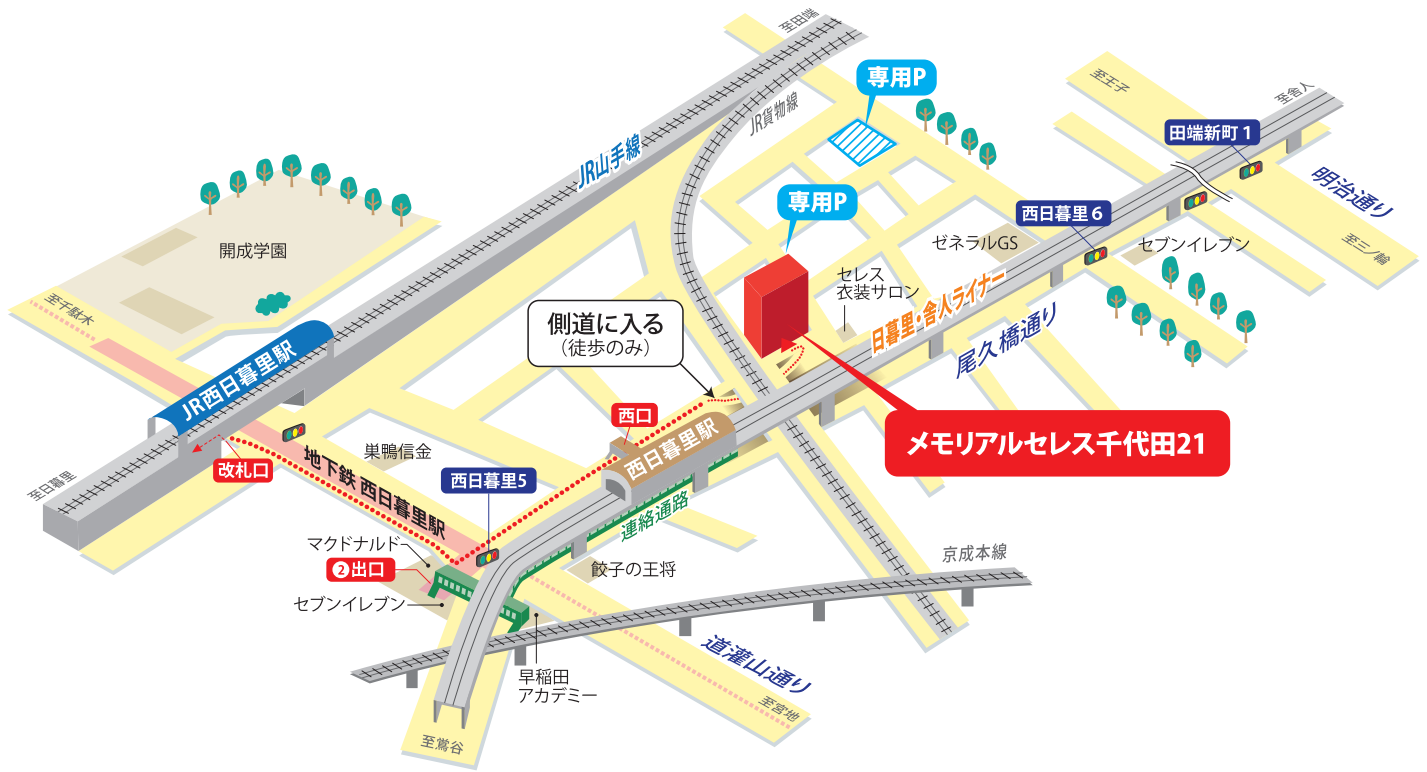 至田端
専用P
JR貨物線
至王子
至舎人
田端新町1
明治通り
至三ノ輪
JR山手線
専用P
西日暮里6
ゼネラルGS
セブンイレブン
開成学園
セレス
衣装サロン
日暮里・舎人ライナー
尾久橋通り
至千駄木
側道に入る
(徒歩のみ)
JR西日暮里駅
西口
西日暮里駅
メモリアルセレス千代田21
巣鴨信金
改札口
至日暮里
地下鉄 西日暮里駅
西日暮里5
連絡通路
マクドナルド
2出口
セブンイレブン
餃子の王将
京成本線
早稲田
アカデミー
道灌山通り
至宮地
至鶯谷